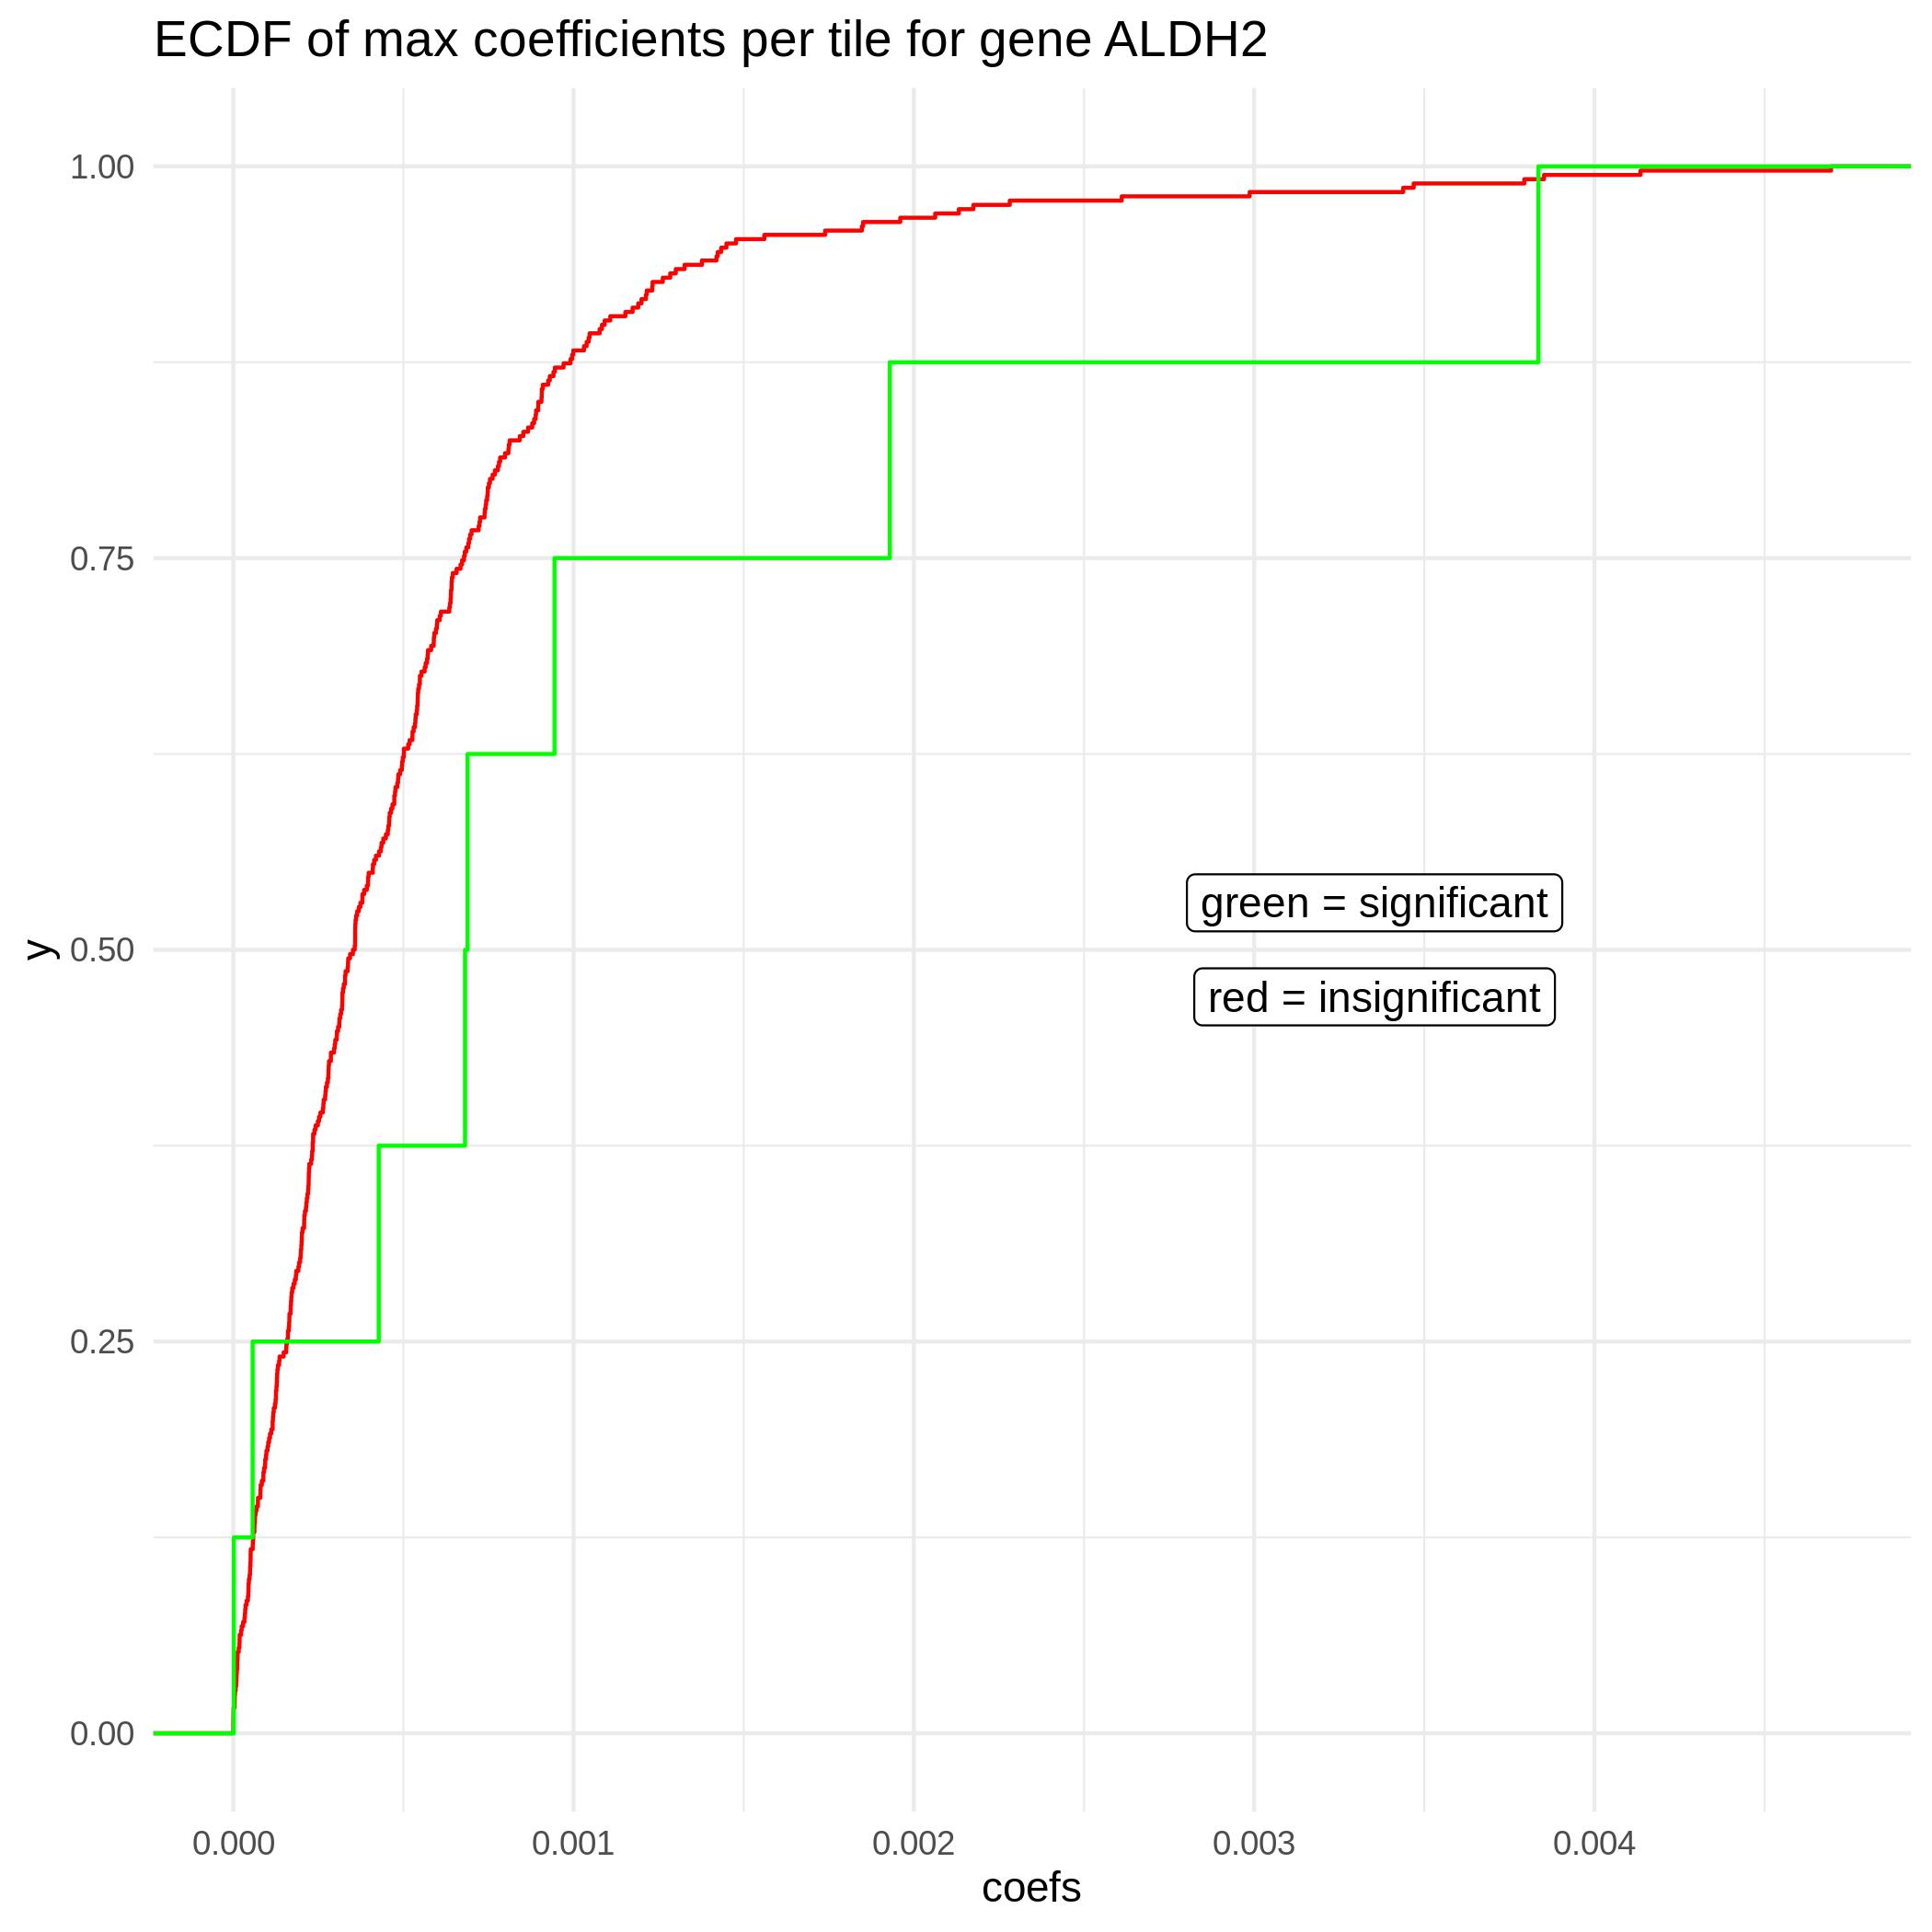 ECDF of max coefficients per tile for gene ALDH2
1.00
0.75
0.50
0.25
0.00
y
green = significant
red = insignificant
0.000 0.001 0.002 0.003 0.004
coefs